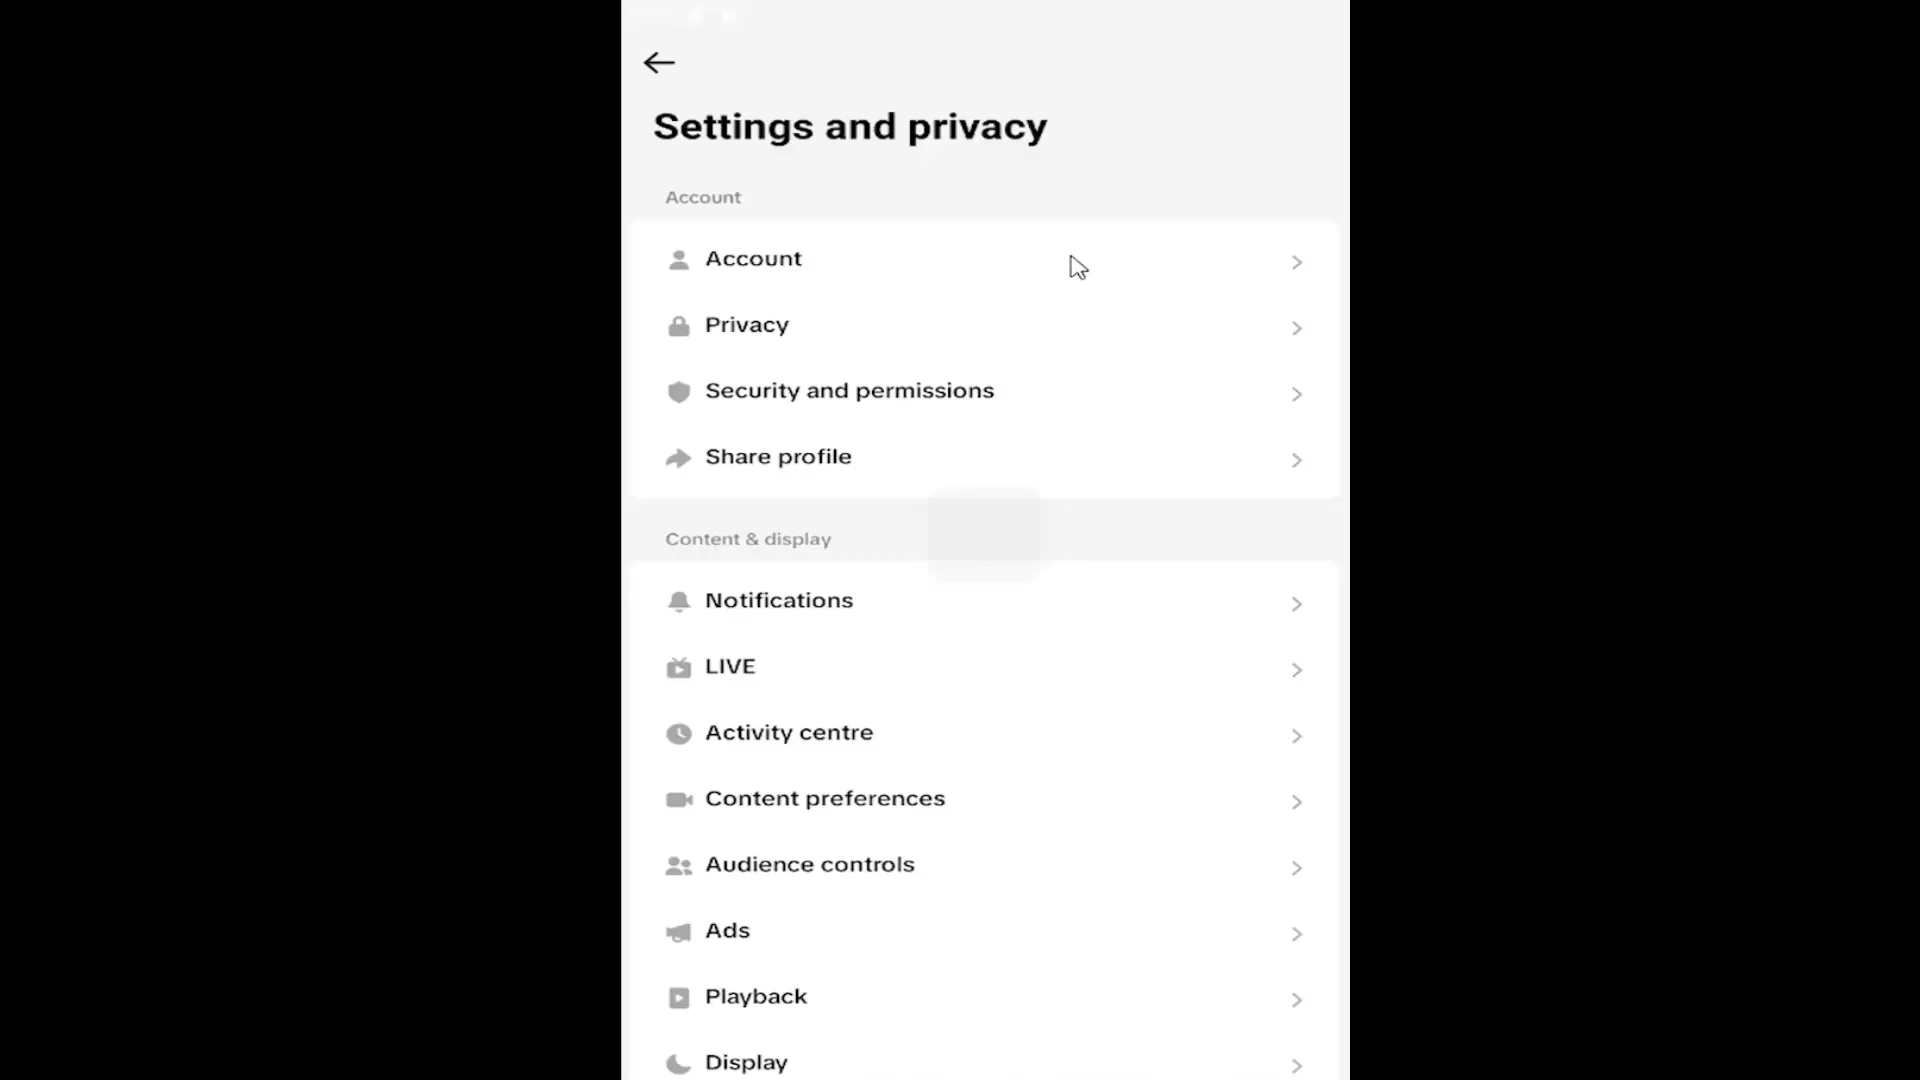 Settings and privacy
Account
Account
Privacy
Security and permissions
Share profile
Content & display
Notifications
LIVE
Activity centre
Content preferences
Audience controls
Ads
Playback
Display